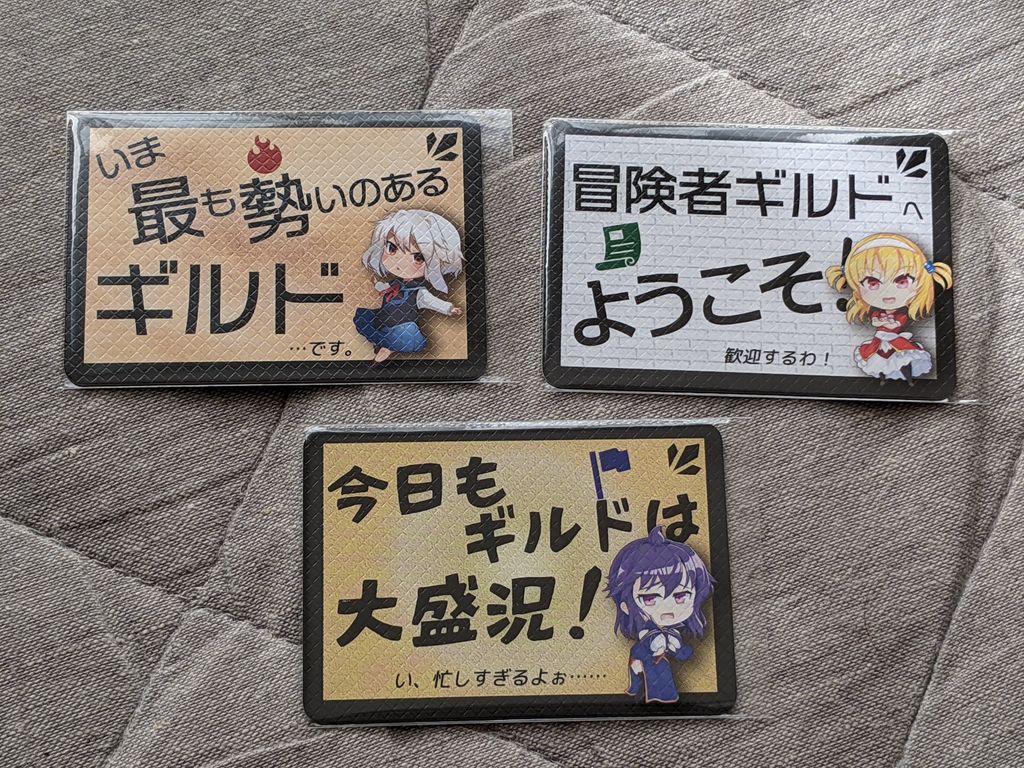 いま
最も勢いのある
ギルド
…です。
冒険者ギルドへ
ようこそ!
歓迎するわ!
今日も
ギルドは
大盛況!
い、忙しすぎるよぉ……